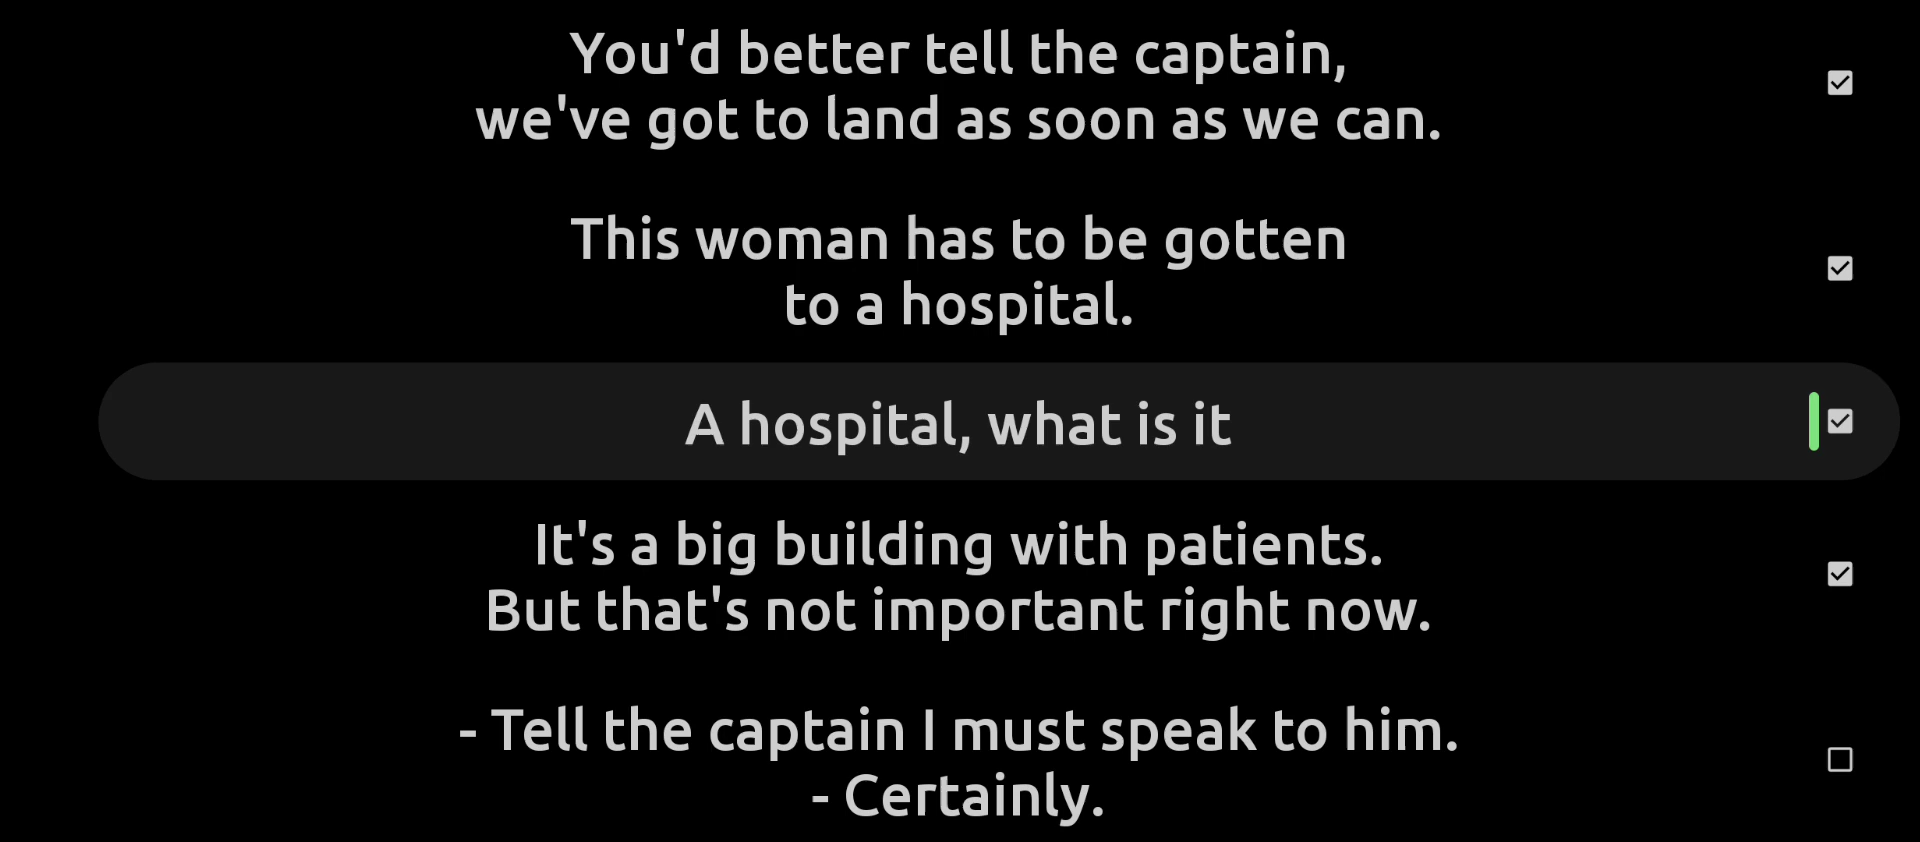 You'd better tell the captain,
we've got to land as soon as we can.
This woman has to be gotten
to a hospital.
A hospital, what is it
It's a big building with patients.
But that's not important right now.
- Tell the captain I must speak to him.
- Certainly.